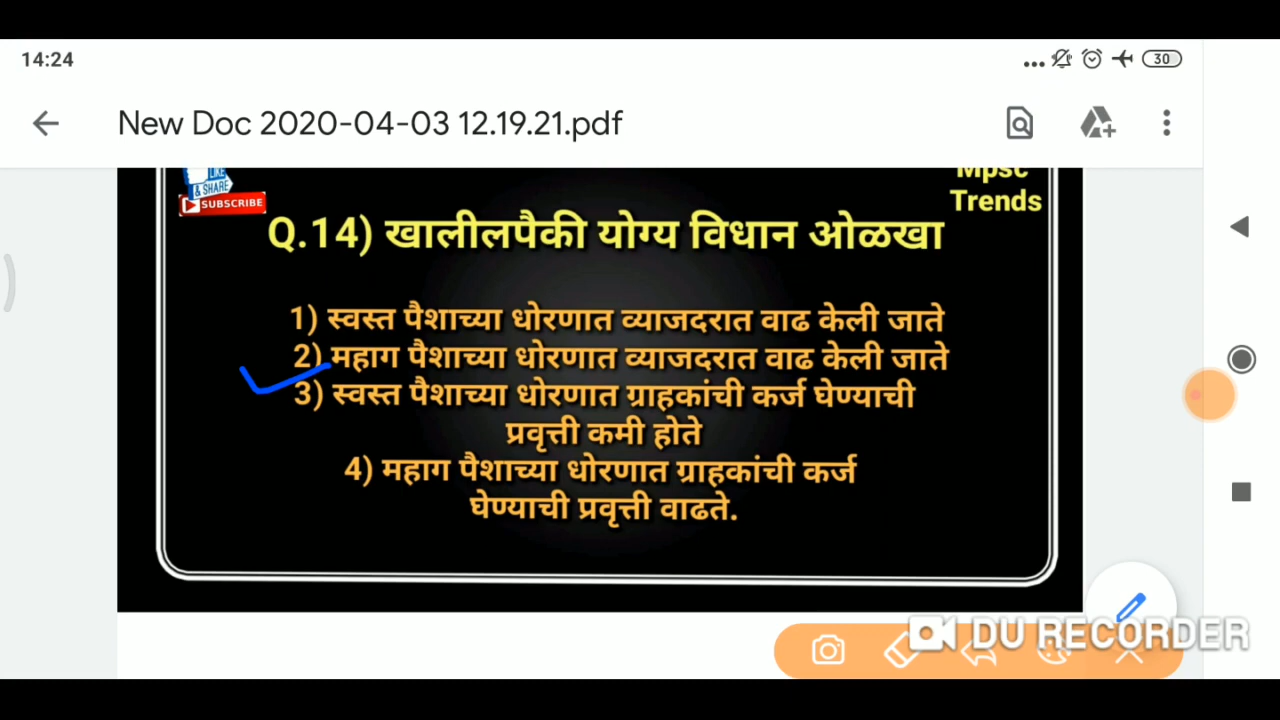 14:24
30
New Doc 2020-04-03 12.19.21.pdf
LIKE
& SHARE
SUBSCRIBE
Mpsc
Trends
Q.14) खालीलपैकी योग्य विधान ओळखा
1) स्वस्त पैशाच्या धोरणात व्याजदरात वाढ केली जाते
2) महाग पैशाच्या धोरणात व्याजदरात वाढ केली जाते
3) स्वस्त पैशाच्या धोरणात ग्राहकांची कर्ज घेण्याची
प्रवृत्ती कमी होते
4) महाग पैशाच्या धोरणात ग्राहकांची कर्ज
घेण्याची प्रवृत्ती वाढते.
DU RECORDER